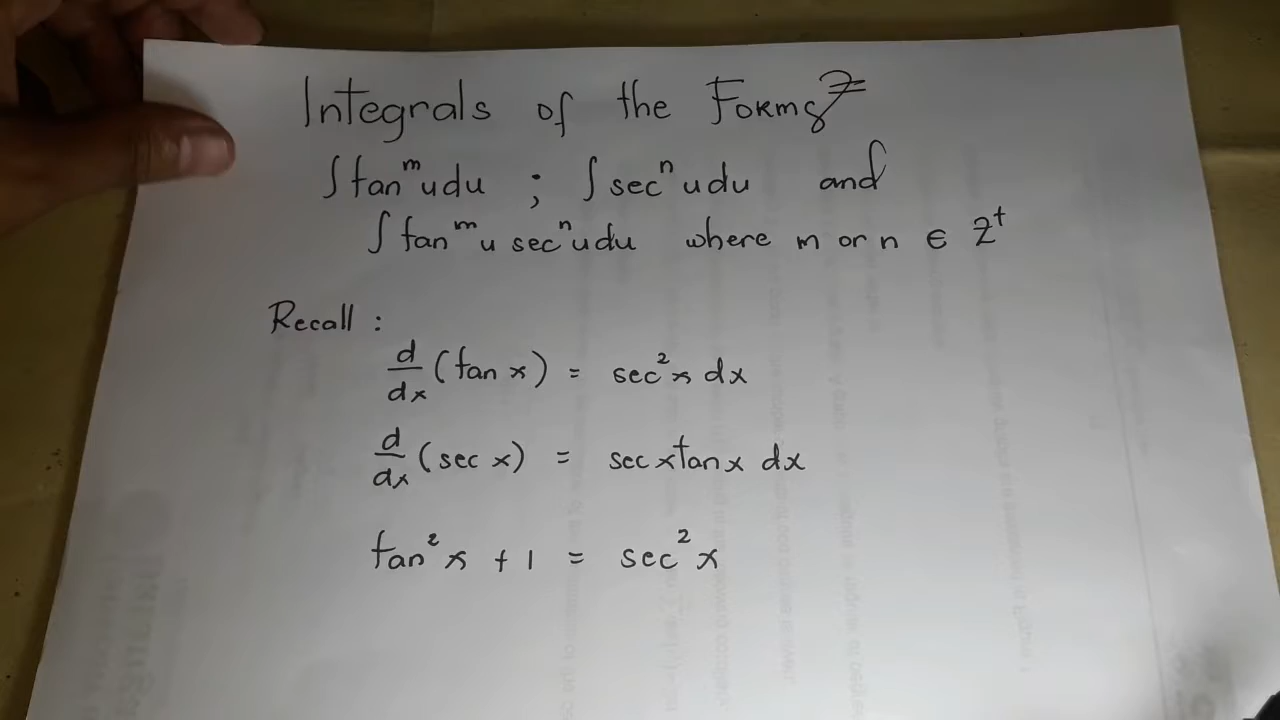 Integrals of the Forms
∫ tan^m u du ; ∫ sec^n u du and
∫ tan^m u sec^n u du where m or n ∈ Z^+
Recall :
d/dx (tan x) = sec^2 x dx
d/dx (sec x) = sec x tan x dx
tan^2 x + 1 = sec^2 x